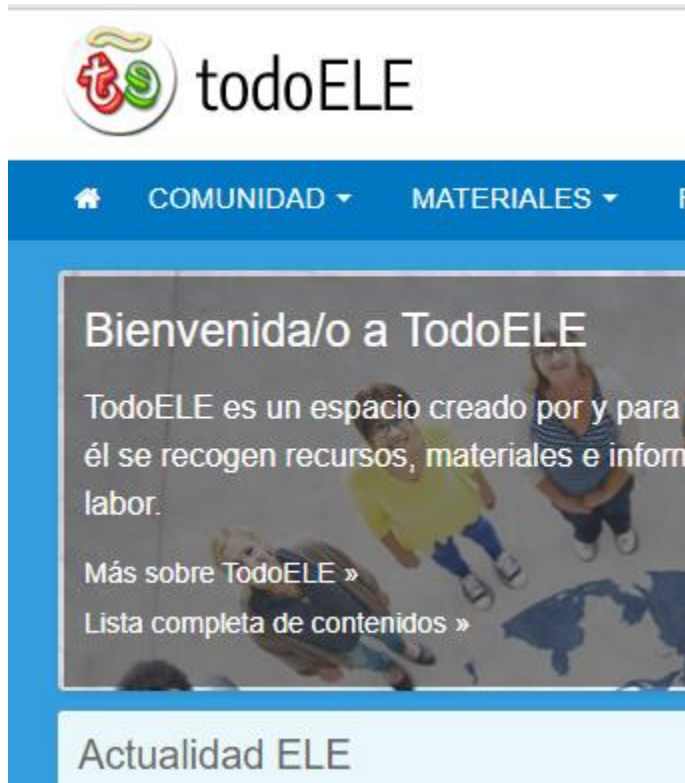 todoELE
COMUNIDAD MATERIALES
Bienvenida/o a TodoELE
TodoELE es un espacio creado por y para
él se recogen recursos, materiales e
labor.
Más sobre TodoELE »
Lista completa de contenidos »
Actualidad ELE